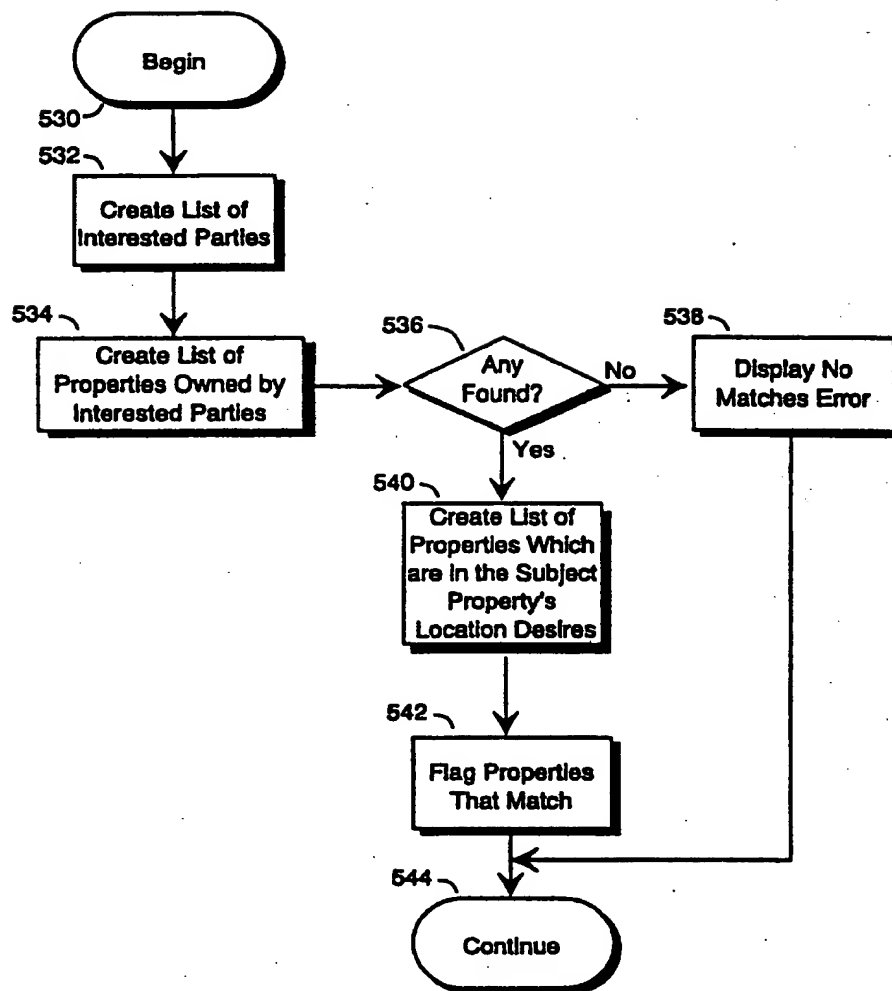 Begin
530
532
Create List of
Interested Parties
534
Create List of
Properties Owned by
Interested Parties
536
Any
Found?
No
538
Display No
Matches Error
Yes
540
Create List of
Properties Which
are in the Subject
Property's
Location Desires
542
Flag Properties
That Match
544
Continue